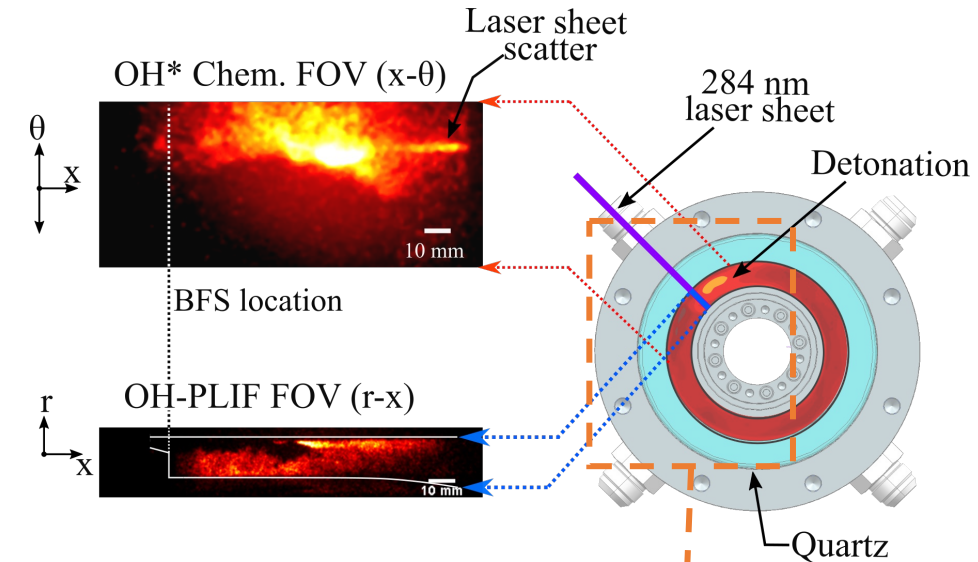 Laser sheet
scatter
OH* Chem. FOV (x-θ)
284 nm
laser sheet
θ
x
Detonation
10 mm
BFS location
OH-PLIF FOV (r-x)
r
x
10 mm
Quartz